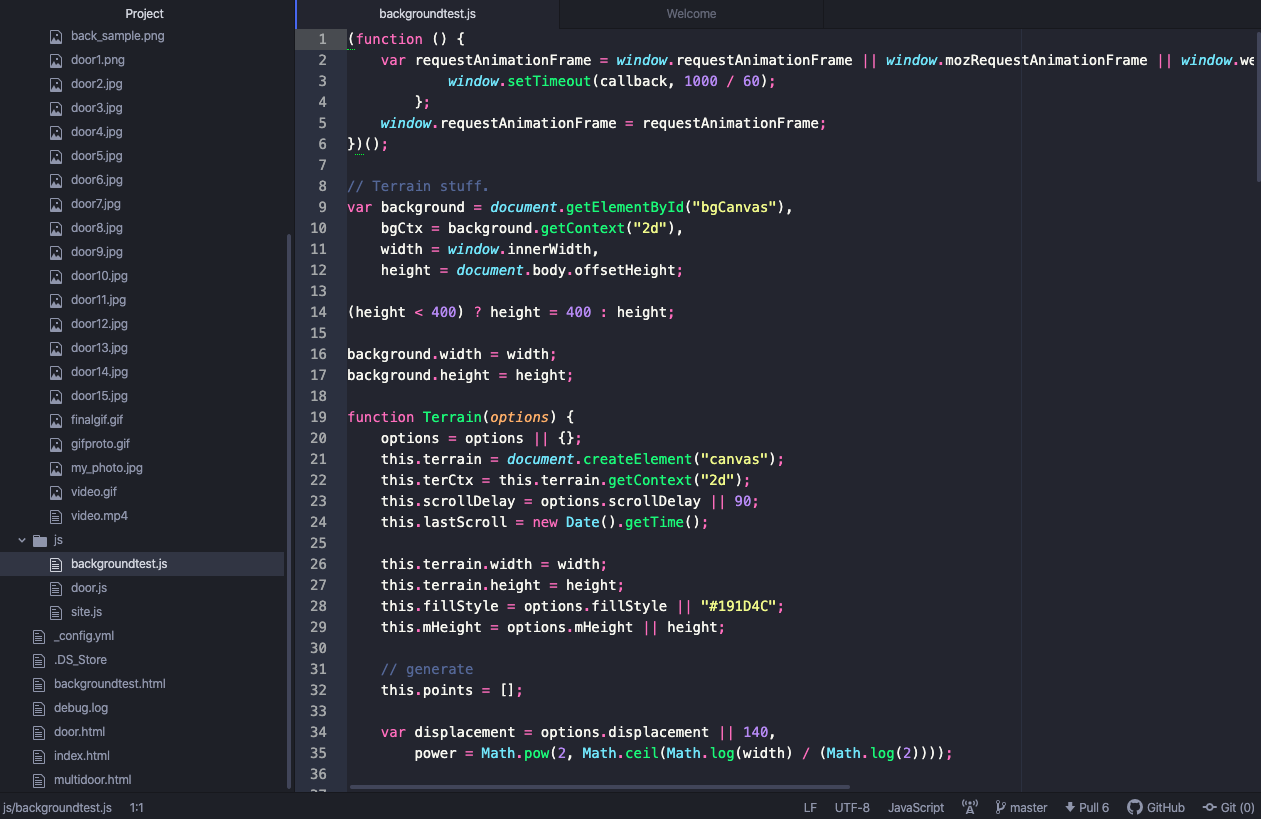 Project
back_sample.png
door1.png
door2.jpg
door3.jpg
door4.jpg
door5.jpg
door6.jpg
door7.jpg
door8.jpg
door9.jpg
door10.jpg
door11.jpg
door12.jpg
door13.jpg
door14.jpg
door15.jpg
finalgif.gif
gifproto.gif
my_photo.jpg
video.gif
video.mp4
js
backgroundtest.js
door.js
site.js
_config.yml
.DS_Store
backgroundtest.html
debug.log
door.html
index.html
multidoor.html
backgroundtest.js Welcome
1 (function () {
2     var requestAnimationFrame = window.requestAnimationFrame || window.mozRequestAnimationFrame || window.we
3             window.setTimeout(callback, 1000 / 60);
4         };
5     window.requestAnimationFrame = requestAnimationFrame;
6 })();
7
8 // Terrain stuff.
9 var background = document.getElementById("bgCanvas"),
10     bgCtx = background.getContext("2d"),
11     width = window.innerWidth,
12     height = document.body.offsetHeight;
13
14 (height < 400) ? height = 400 : height;
15
16 background.width = width;
17 background.height = height;
18
19 function Terrain(options) {
20     options = options || {};
21     this.terrain = document.createElement("canvas");
22     this.terCtx = this.terrain.getContext("2d");
23     this.scrollDelay = options.scrollDelay || 90;
24     this.lastScroll = new Date().getTime();
25
26     this.terrain.width = width;
27     this.terrain.height = height;
28     this.fillStyle = options.fillStyle || "#191D4C";
29     this.mHeight = options.mHeight || height;
30
31     // generate
32     this.points = [];
33
34     var displacement = options.displacement || 140,
35         power = Math.pow(2, Math.ceil(Math.log(width) / (Math.log(2))));
36
js/backgroundtest.js 1:1 LF UTF-8 JavaScript master Pull 6 GitHub Git (0)